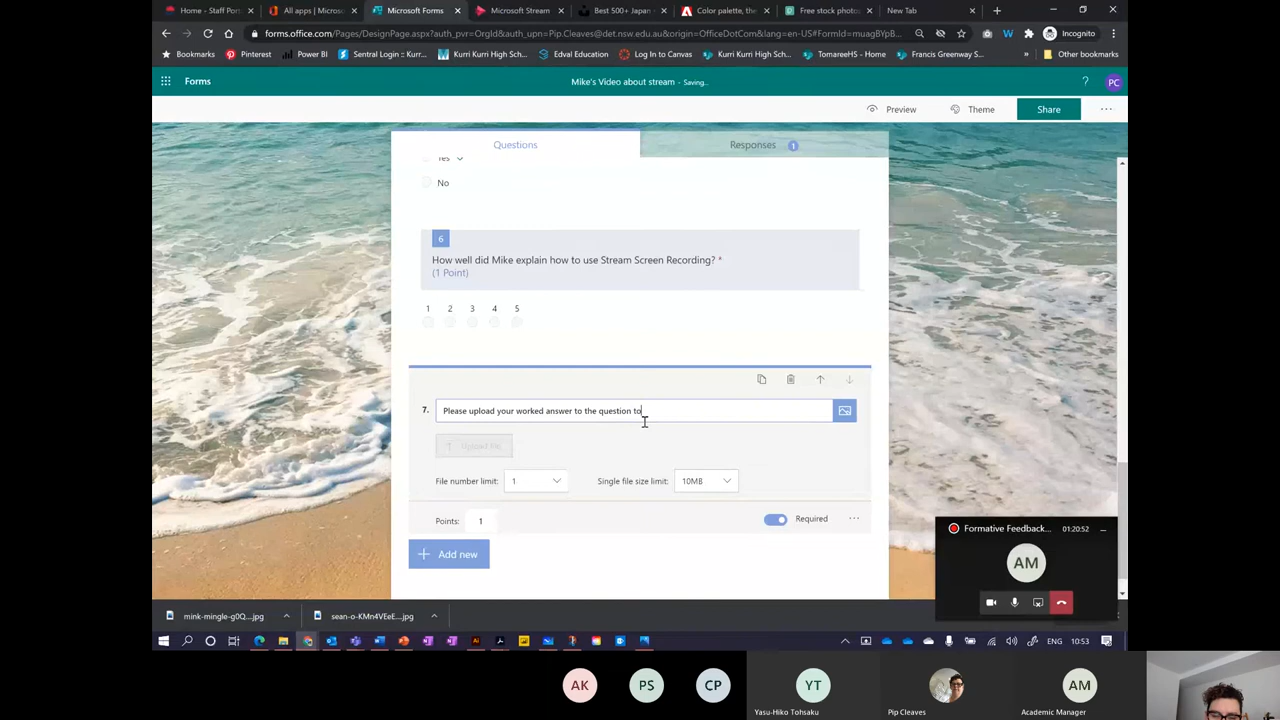 Home - Staff Por
All apps | Microso
Microsoft Forms
Microsoft Stream
Best 500+ Japan
Color palette, the
Free stock photos
New Tab
forms.office.com/Pages/DesignPage.aspx?auth_pvr=OrgId&auth_upn=Pip.Cleaves@det.nsw.edu.au&origin=OfficeDotCom&lang=en-US#FormId=muagBYpB...
Incognito
Bookmarks
Pinterest
Power BI
Sentral Login :: Kurr...
Kurri Kurri High Sc...
Log In to Canvas
Kurri Kurri High Sc...
TomareeHS - Home
Francis Greenway S...
Other bookmarks
Forms
Mike's Video about stream - Saving...
?
PC
Preview
Theme
Share
Questions
Responses 1
Yes
No
6
How well did Mike explain how to use Stream Screen Recording? *
(1 Point)
1 2 3 4 5
7. Please upload your worked answer to the question to
Upload file
File number limit: 1
Single file size limit: 10MB
Points: 1
Required
Add new
Formative Feedback...
01:20:52
AM
mink-mingle-g0Q....jpg
sean-o-KMn4VEeE....jpg
ENG
10:53
AK
PS
CP
YT
Yasu-Hiko Tohsaku
Pip Cleaves
AM
Academic Manager